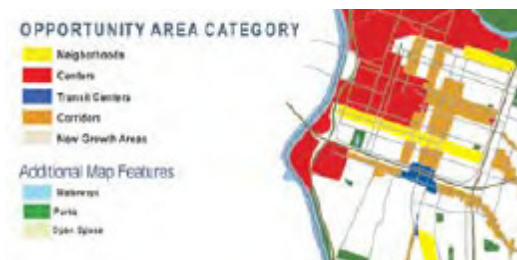 OPPORTUNITY AREA CATEGORY
Neighborhoods
Centers
Transit Centers
Corridors
New Growth Areas
Additional Map Features
Waterways
Parks
Open Space